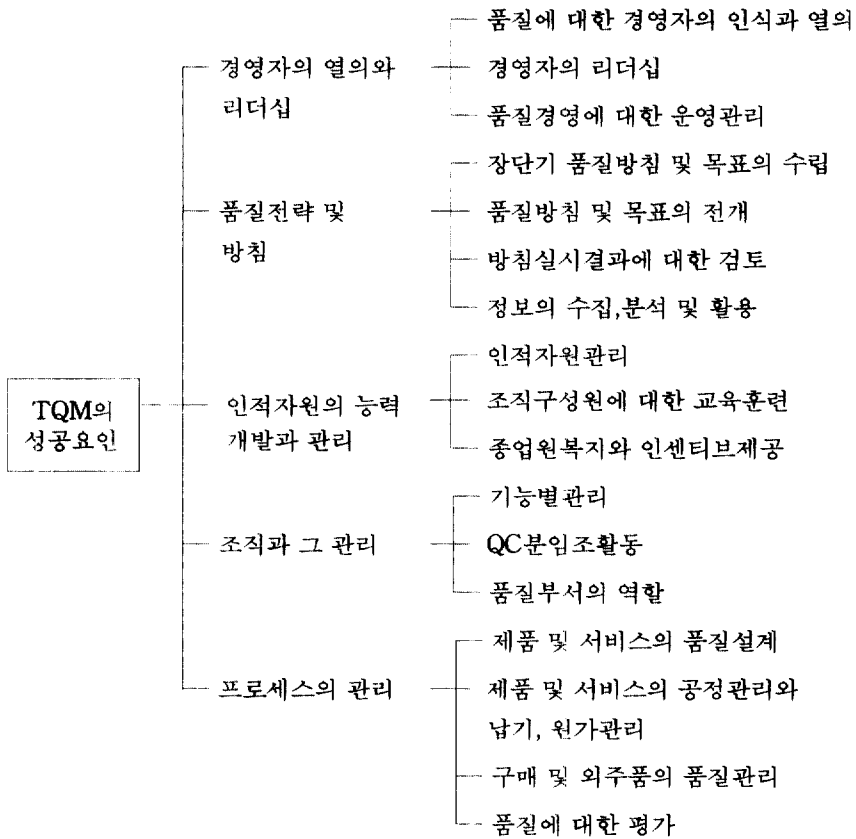 품질에 대한 경영자의 인식과 열의
경영자의 열의와
리더십
경영자의 리더십
품질경영에 대한 운영관리
장단기 품질방침 및 목표의 수립
품질전략 및
방침
품질방침 및 목표의 전개
방침실시결과에 대한 검토
정보의 수집,분석 및 활용
TQM의
성공요인
인적자원의 능력
개발과 관리
인적자원관리
조직구성원에 대한 교육훈련
종업원복지와 인센티브제공
조직과 그 관리
기능별관리
QC분임조활동
품질부서의 역할
프로세스의 관리
제품 및 서비스의 품질설계
제품 및 서비스의 공정관리와
납기, 원가관리
구매 및 외주품의 품질관리
품질에 대한 평가